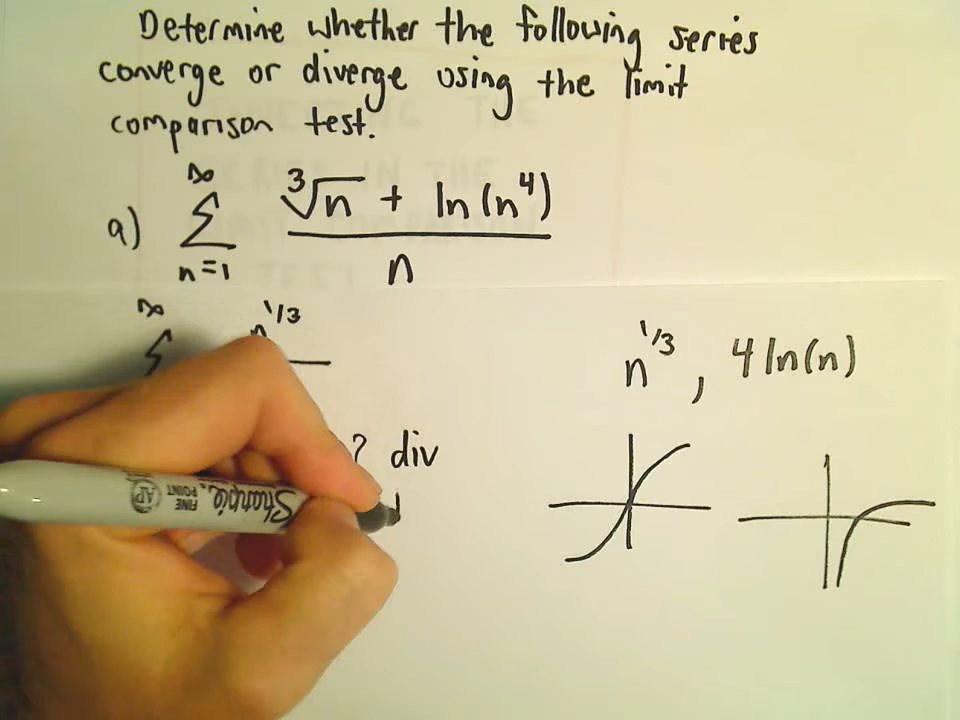 Determine whether the following series
converge or diverge using the limit
comparison test.
a) ∞ Σ n=1 ³√n + ln(n⁴) / n
∞ Σ n^1/3
n^1/3 , 4 ln(n)
? div
Sharpie
FINE POINT
AP